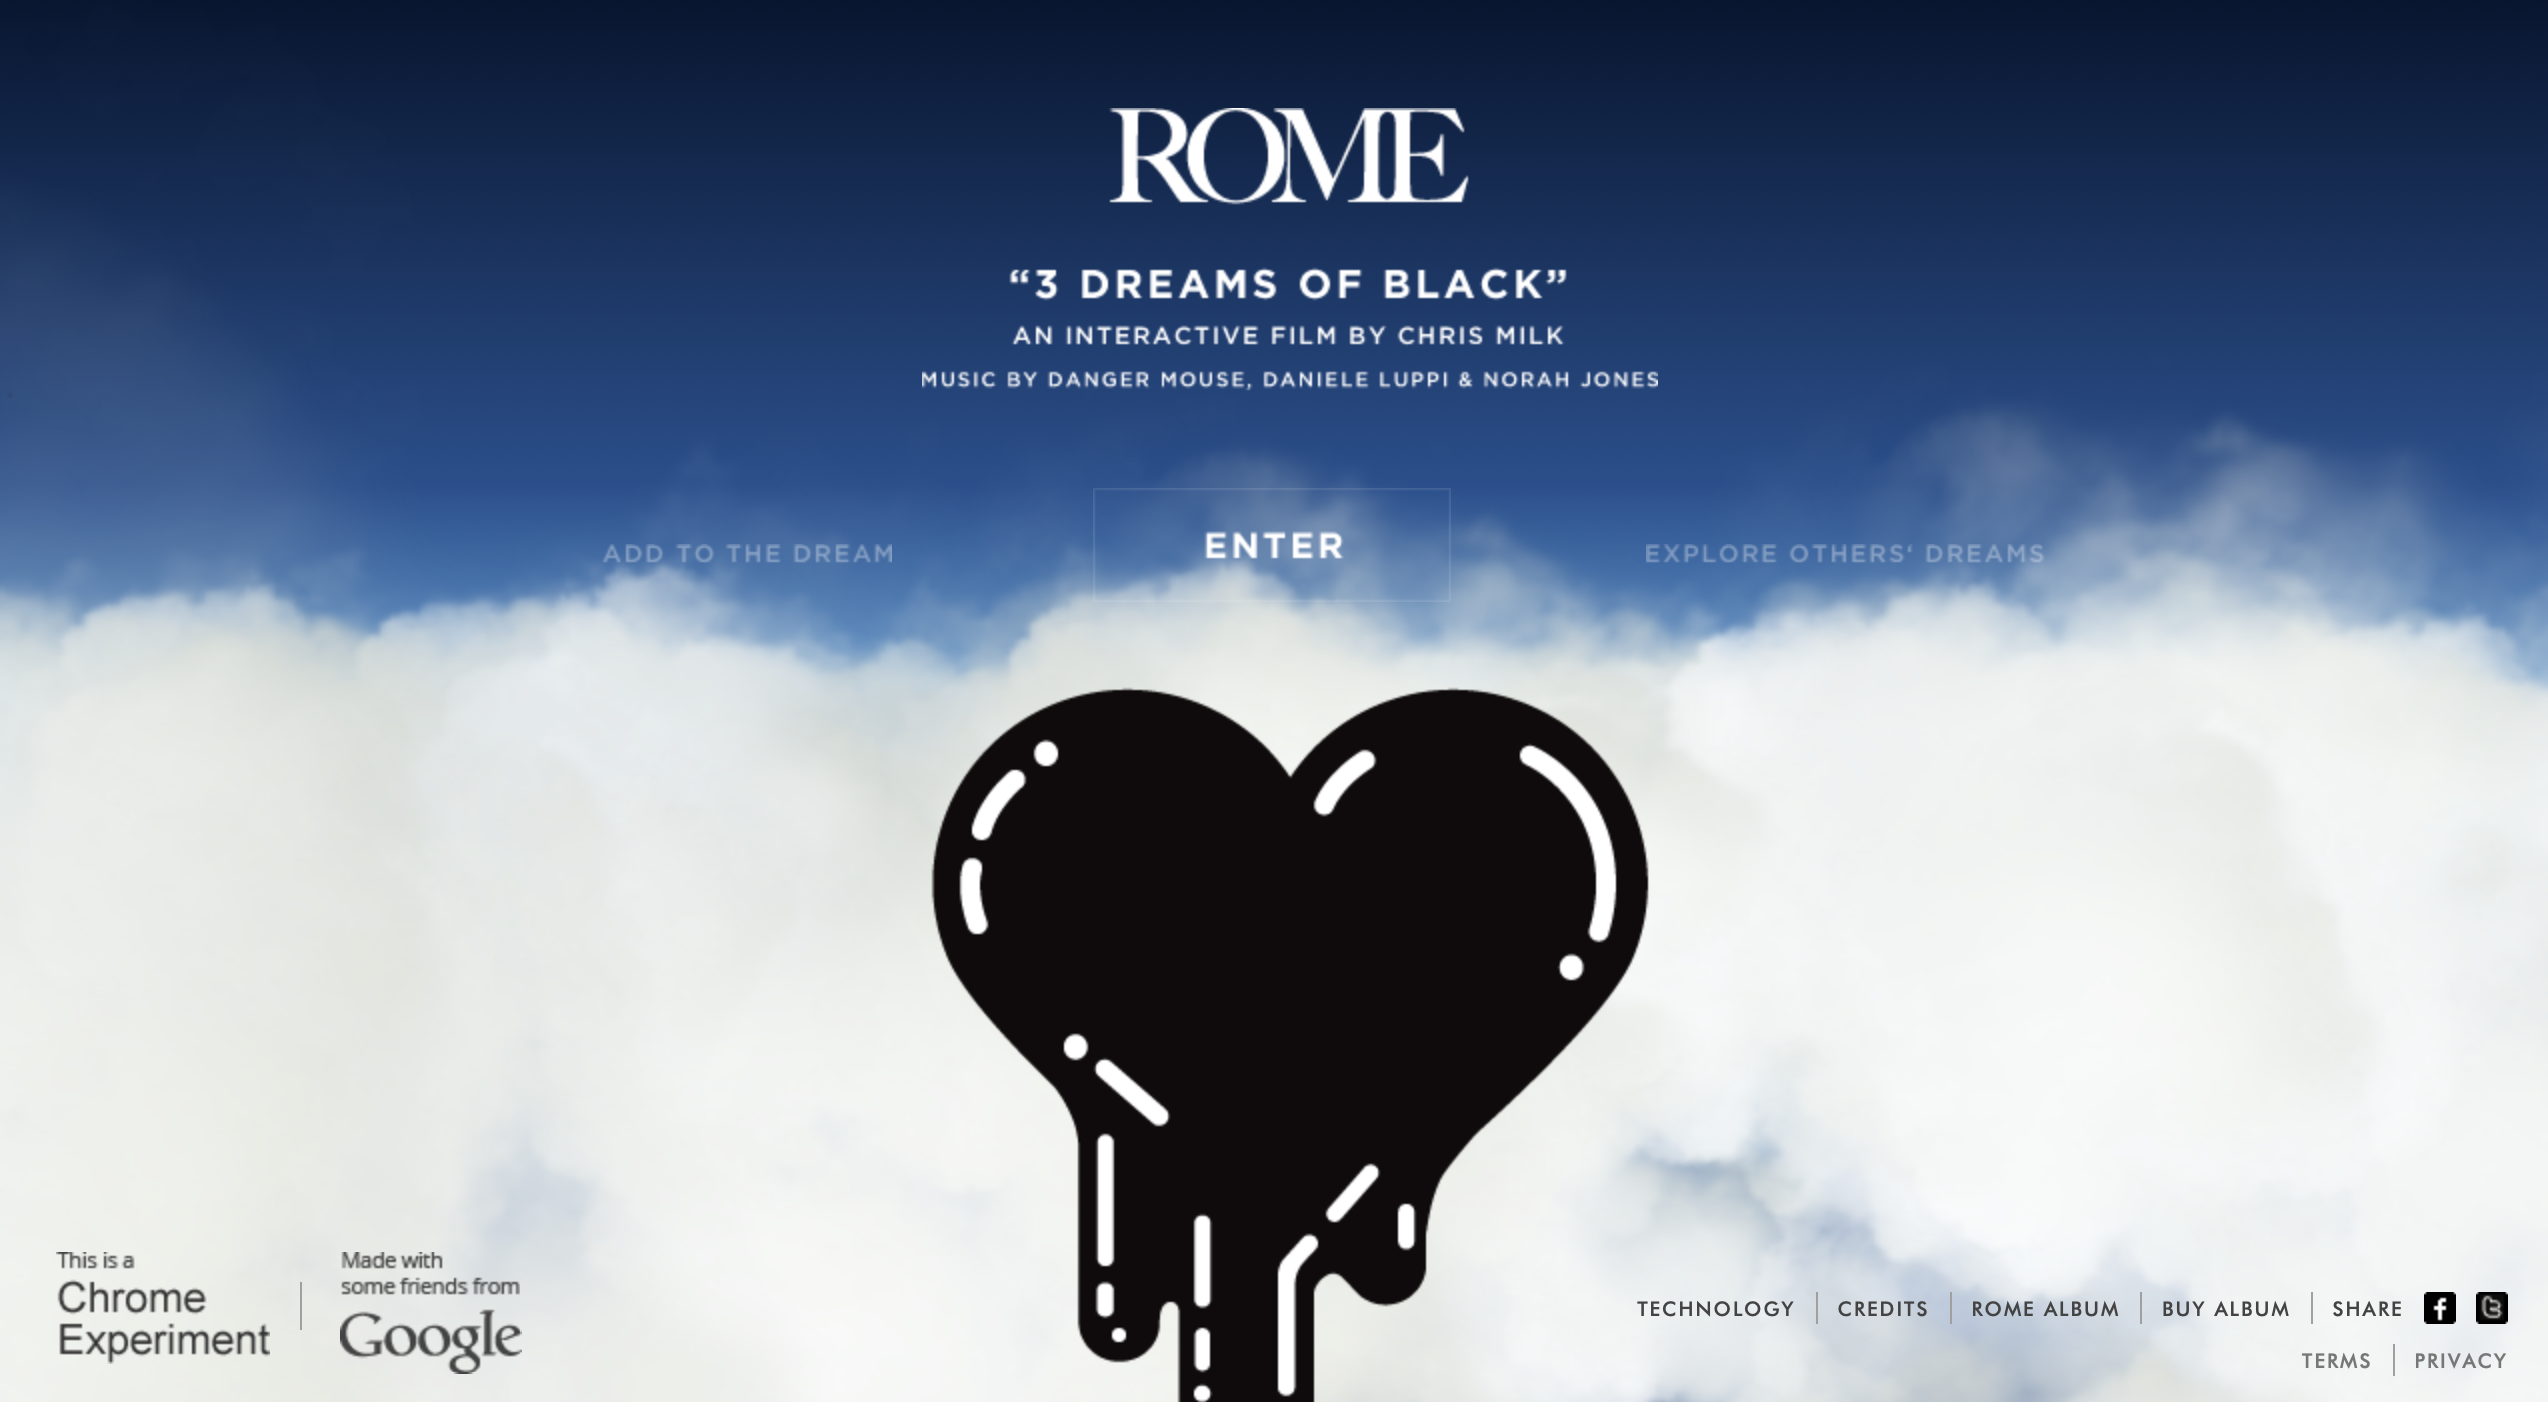 ROME
“3 DREAMS OF BLACK”
AN INTERACTIVE FILM BY CHRIS MILK
MUSIC BY DANGER MOUSE, DANIELE LUPPI & NORAH JONES
ADD TO THE DREAM
ENTER
EXPLORE OTHERS‘ DREAMS
This is a
Chrome
Experiment
Made with
some friends from
Google
TECHNOLOGY | CREDITS | ROME ALBUM | BUY ALBUM | SHARE f t
TERMS | PRIVACY